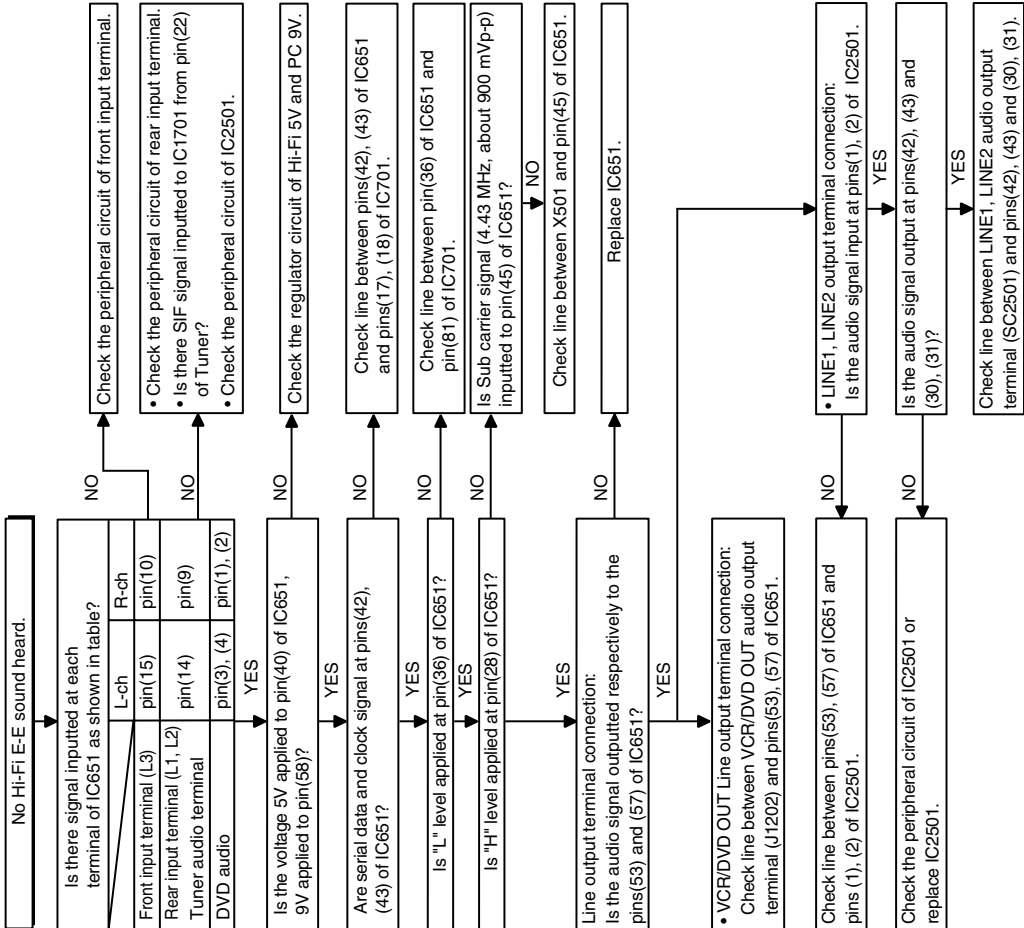 No Hi-Fi E-E sound heard.
Is there signal inputted at each
terminal of IC651 as shown in table?
L-ch R-ch
Front input terminal (L3) pin(15) pin(10)
Rear input terminal (L1, L2)
Tuner audio terminal pin(14) pin(9)
DVD audio pin(3), (4) pin(1), (2)
NO
Check the peripheral circuit of front input terminal.
NO
• Check the peripheral circuit of rear input terminal.
• Is there SIF signal inputted to IC1701 from pin(22)
of Tuner?
• Check the peripheral circuit of IC2501.
YES
Is the voltage 5V applied to pin(40) of IC651,
9V applied to pin(58)?
NO
Check the regulator circuit of Hi-Fi 5V and PC 9V.
YES
Are serial data and clock signal at pins(42),
(43) of IC651?
NO
Check line between pins(42), (43) of IC651
and pins(17), (18) of IC701.
YES
Is "L" level applied at pin(36) of IC651?
NO
Check line between pin(36) of IC651 and
pin(81) of IC701.
YES
Is "H" level applied at pin(28) of IC651?
NO
Is Sub carrier signal (4.43 MHz, about 900 mVp-p)
inputted to pin(45) of IC651?
NO
Check line between X501 and pin(45) of IC651.
YES
Line output terminal connection:
Is the audio signal outputted respectively to the
pins(53) and (57) of IC651?
NO
Replace IC651.
YES
• VCR/DVD OUT Line output terminal connection:
Check line between VCR/DVD OUT audio output
terminal (J1202) and pins(53), (57) of IC651.
• LINE1, LINE2 output terminal connection:
Is the audio signal input at pins(1), (2) of IC2501.
NO
Check line between pins(53), (57) of IC651 and
pins (1), (2) of IC2501.
YES
Is the audio signal output at pins(42), (43) and
(30), (31)?
NO
Check the peripheral circuit of IC2501 or
replace IC2501.
YES
Check line between LINE1, LINE2 audio output
terminal (SC2501) and pins(42), (43) and (30), (31).